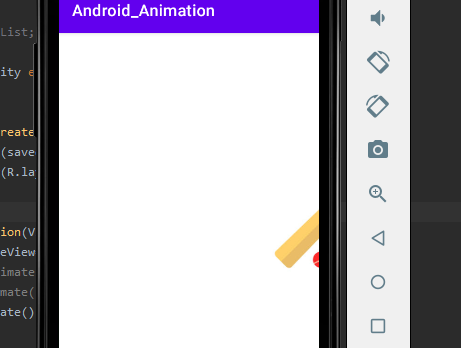 Android_Animation
List;
ity e
reate
(save
(R.la
ion(V
eView
imate
mate(
ate()